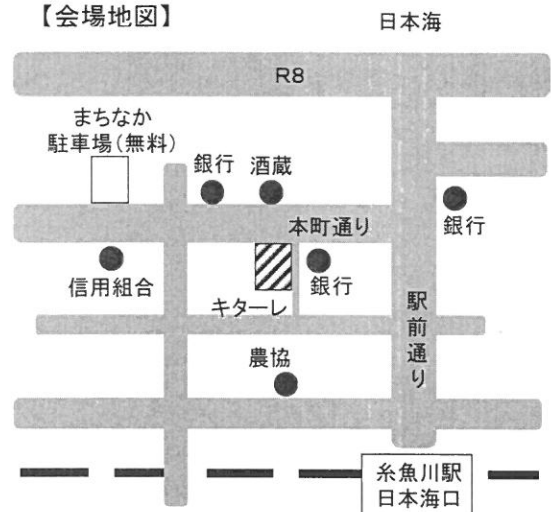 【会場地図】
日本海
R8
まちなか
駐車場(無料)
銀行
酒蔵
銀行
本町通り
信用組合
キターレ
銀行
駅前通り
農協
糸魚川駅
日本海口